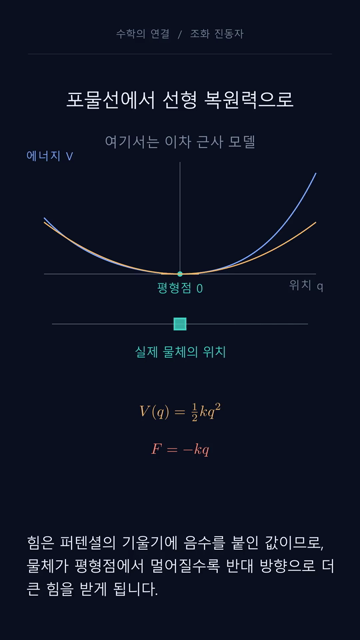 수학의 연결 / 조화 진동자
포물선에서 선형 복원력으로
여기서는 이차 근사 모델
에너지 V
평형점 0
위치 q
실제 물체의 위치
V(q) = ½kq²
F = −kq
힘은 퍼텐셜의 기울기에 음수를 붙인 값이므로,
물체가 평형점에서 멀어질수록 반대 방향으로 더
큰 힘을 받게 됩니다.